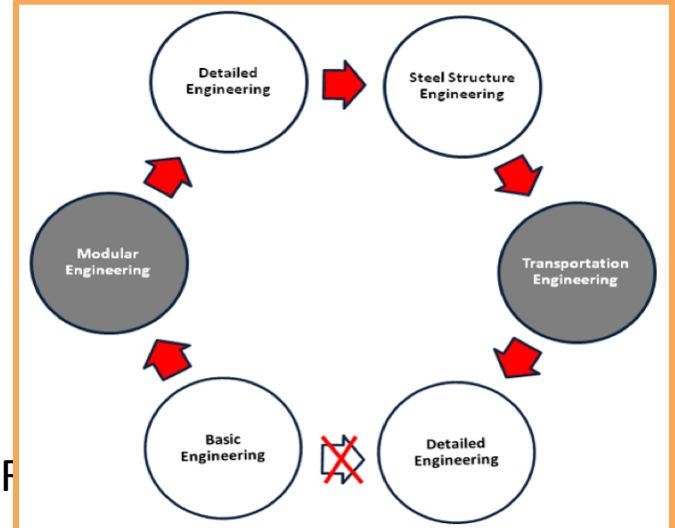 Detailed
Engineering
Steel Structure
Engineering
Modular
Engineering
Transportation
Engineering
Basic
Engineering
Detailed
Engineering